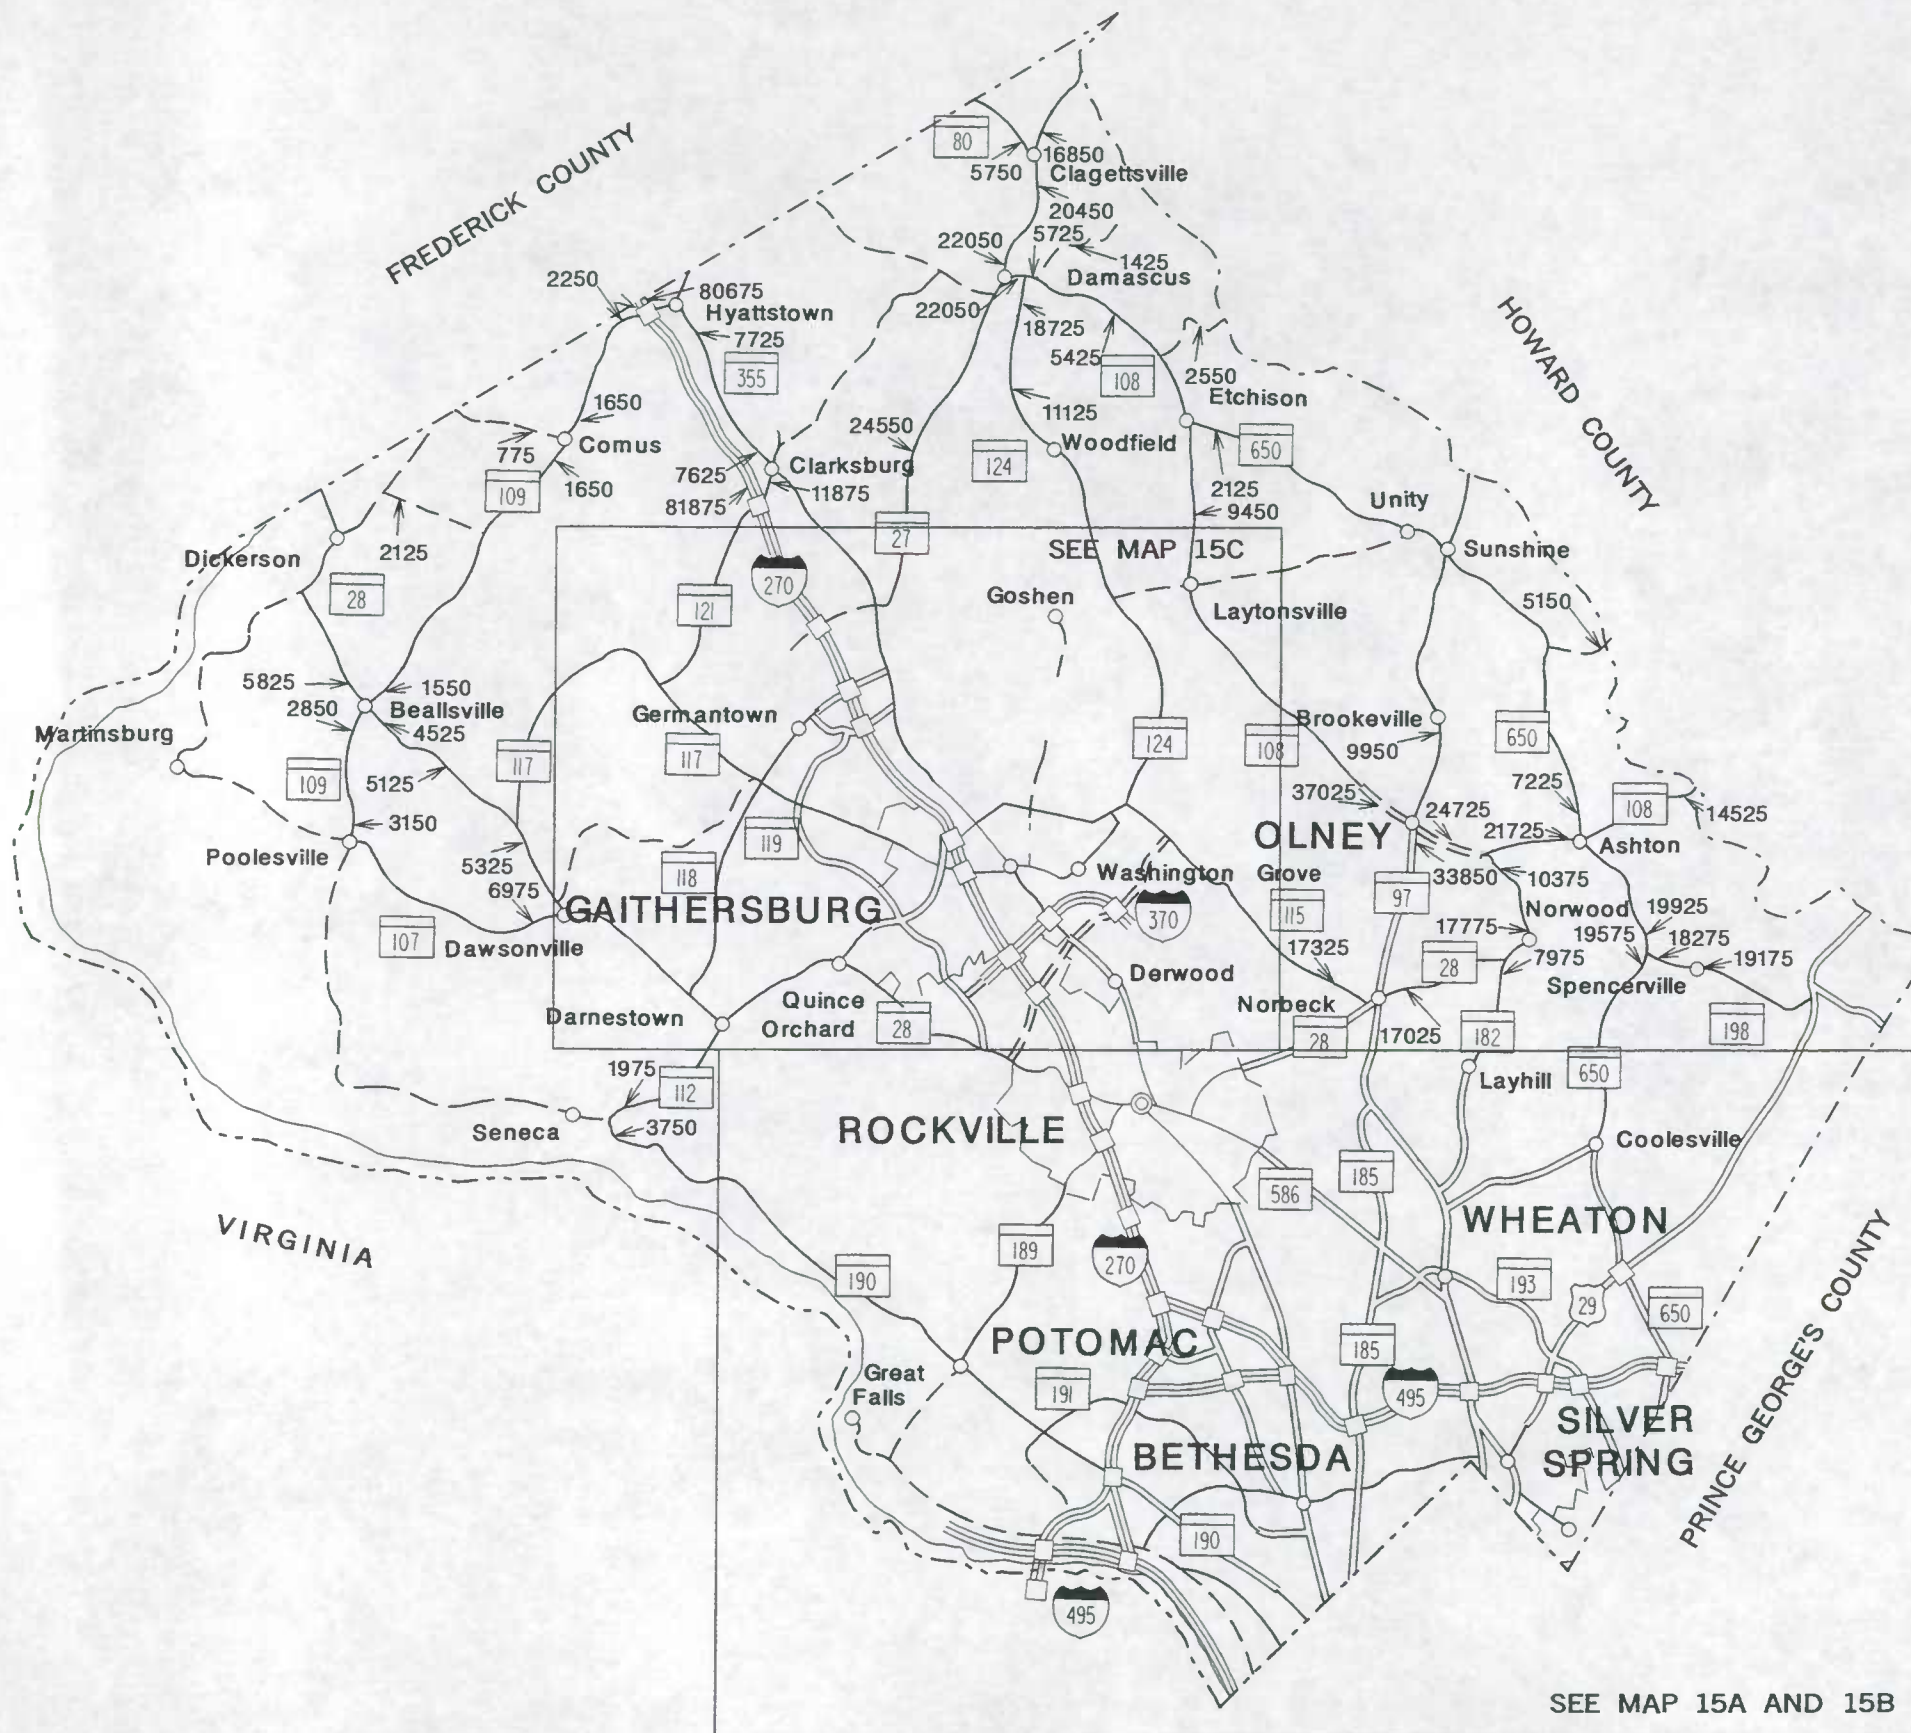 80
16850
5750
Clagettsville
FREDERICK COUNTY
20450
5725
22050
1425
Damascus
2250
80675
Hyattstown
22050
18725
7725
355
5425
108
2550
Etchison
HOWARD COUNTY
1650
11125
24550
Comus
Woodfield
650
775
124
Clarksburg
7625
109
1650
11875
2125
Unity
81875
9450
27
Dickerson
2125
SEE MAP 15C
Sunshine
28
270
121
Goshen
Laytonsville
5150
5825
1550
2850
Beallsville
4525
Germantown
Brookeville
Martinsburg
117
117
124
108
9950
650
109
5125
37025
7225
108
14525
3150
119
24725
OLNEY
21725
Ashton
Poolesville
5325
118
Washington Grove
33850
10375
6975
GAITHERSBURG
370
115
97
Norwood
19925
107
Dawsonville
17775
19575
18275
17325
28
7975
19175
Derwood
Spencerville
Quince
Orchard
28
Norbeck
Darnestown
28
17025
182
198
1975
112
Layhill
650
Seneca
3750
ROCKVILLE
Coolesville
586
185
VIRGINIA
WHEATON
189
270
190
193
29
650
POTOMAC
185
Great
Falls
191
495
SILVER
SPRING
BETHESDA
PRINCE GEORGE'S COUNTY
190
495
SEE MAP 15A AND 15B